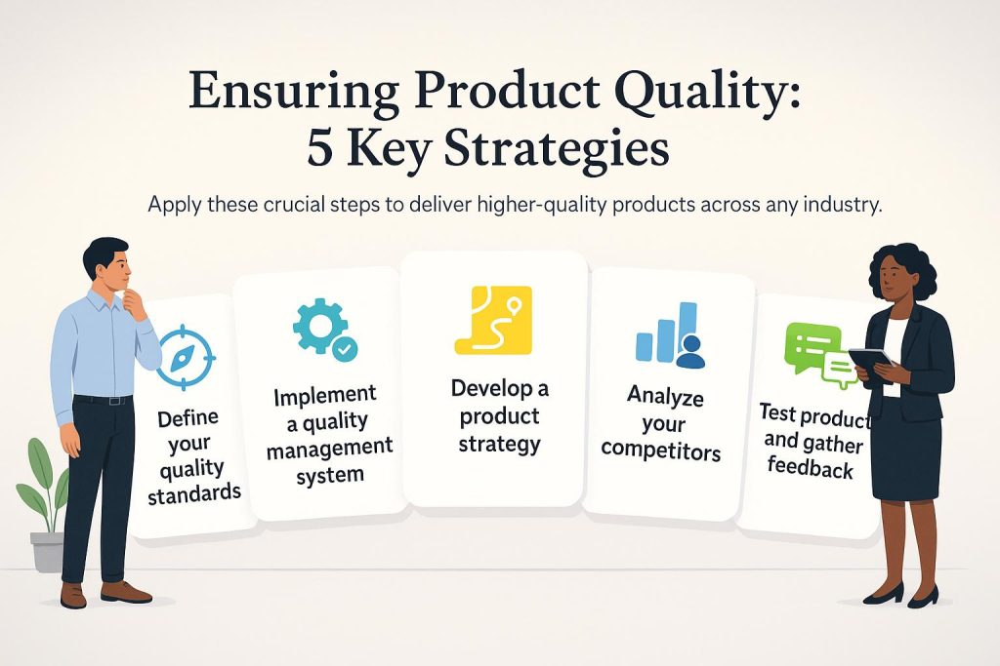 Ensuring Product Quality:
5 Key Strategies
Apply these crucial steps to deliver higher-quality products across any industry.
Define
your
quality
standards
Implement
a quality
management
system
Develop a
product
strategy
Analyze
your
competitors
Test product
and gather
feedback